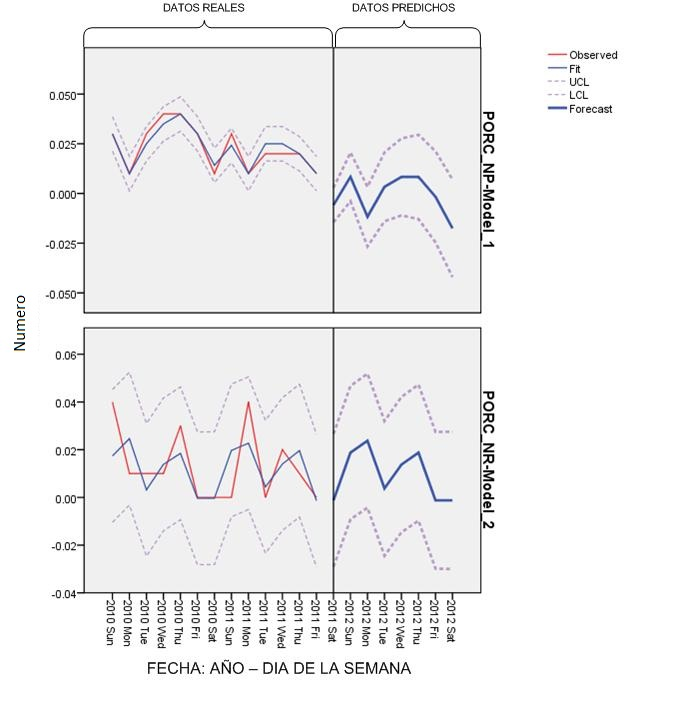 DATOS REALES
DATOS PREDICHOS
Observed
Fit
UCL
LCL
Forecast
0.050
0.025
0.000
-0.025
-0.050
PORC_NP-Model_1
Numero
0.06
0.04
0.02
0.00
-0.02
-0.04
PORC_NR-Model_2
2010 Sun
2010 Mon
2010 Tue
2010 Wed
2010 Thu
2010 Fri
2010 Sat
2011 Sun
2011 Mon
2011 Tue
2011 Wed
2011 Thu
2011 Fri
2011 Sat
2012 Sun
2012 Mon
2012 Tue
2012 Wed
2012 Thu
2012 Fri
2012 Sat
FECHA: AÑO – DIA DE LA SEMANA